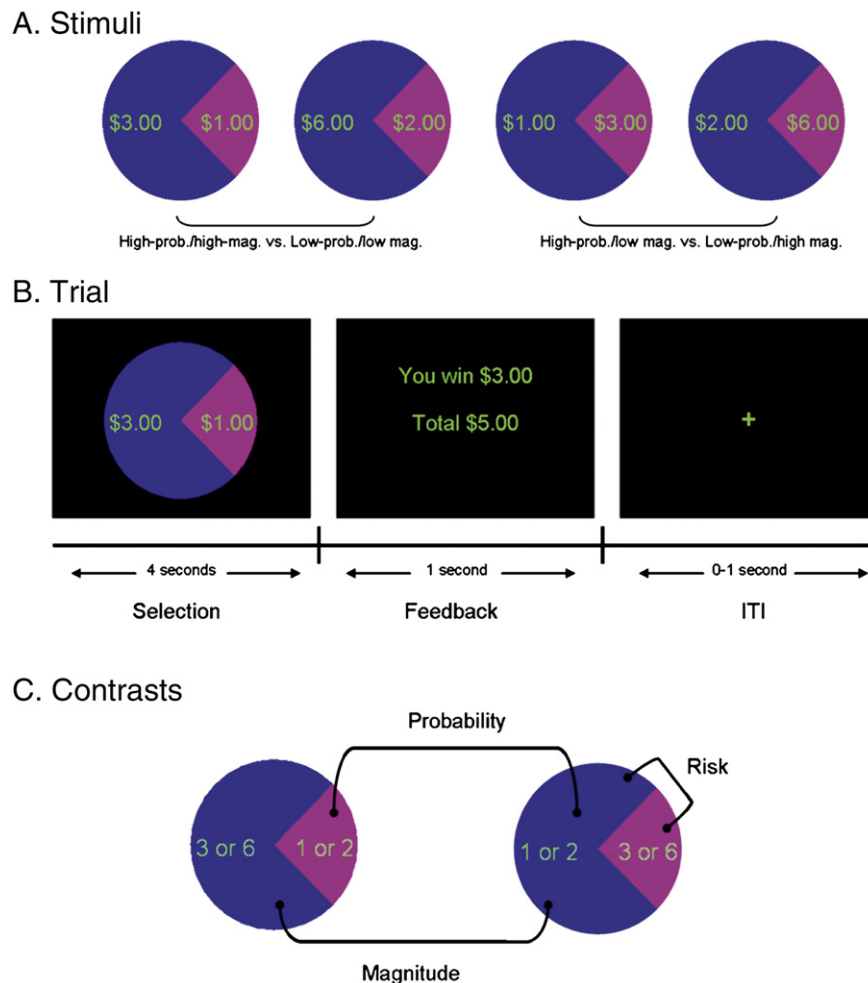 A. Stimuli
$3.00 $1.00 $6.00 $2.00 $1.00 $3.00 $2.00 $6.00
High-prob./high-mag. vs. Low-prob./low mag. High-prob./low mag. vs. Low-prob./high mag.
B. Trial
$3.00 $1.00
You win $3.00
Total $5.00
+
4 seconds 1 second 0-1 second
Selection Feedback ITI
C. Contrasts
Probability
Risk
3 or 6 1 or 2 1 or 2 3 or 6
Magnitude